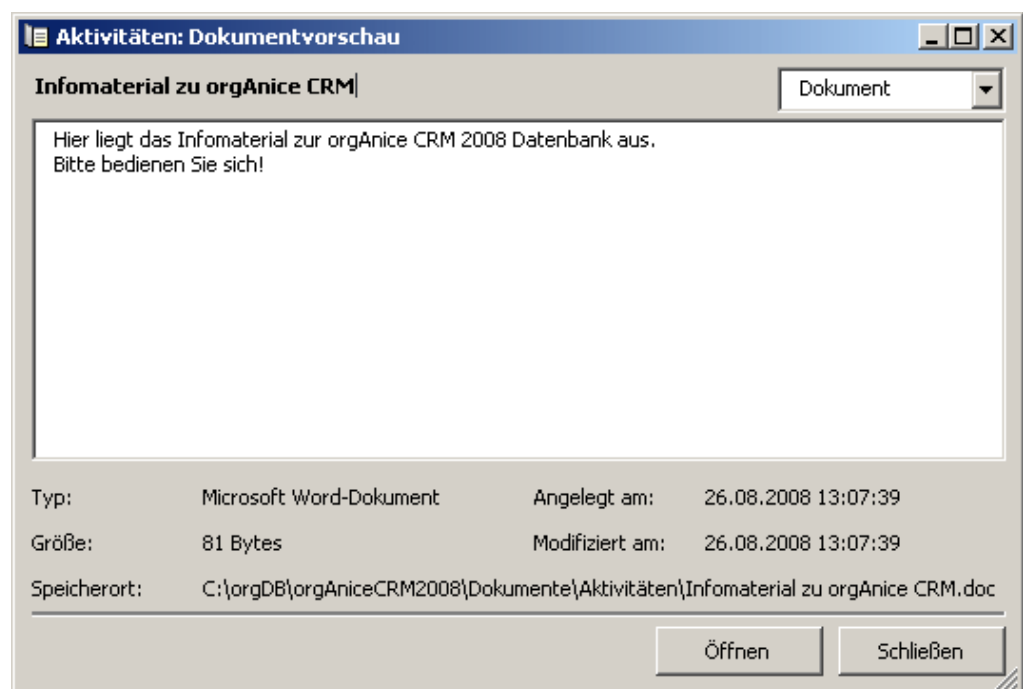 Aktivitäten: Dokumentvorschau
Infomaterial zu orgAnice CRM
Dokument
Hier liegt das Infomaterial zur orgAnice CRM 2008 Datenbank aus.
Bitte bedienen Sie sich!
Typ: Microsoft Word-Dokument Angelegt am: 26.08.2008 13:07:39
Größe: 81 Bytes Modifiziert am: 26.08.2008 13:07:39
Speicherort: C:\orgDB\orgAniceCRM2008\Dokumente\Aktivitäten\Infomaterial zu orgAnice CRM.doc
Öffnen Schließen